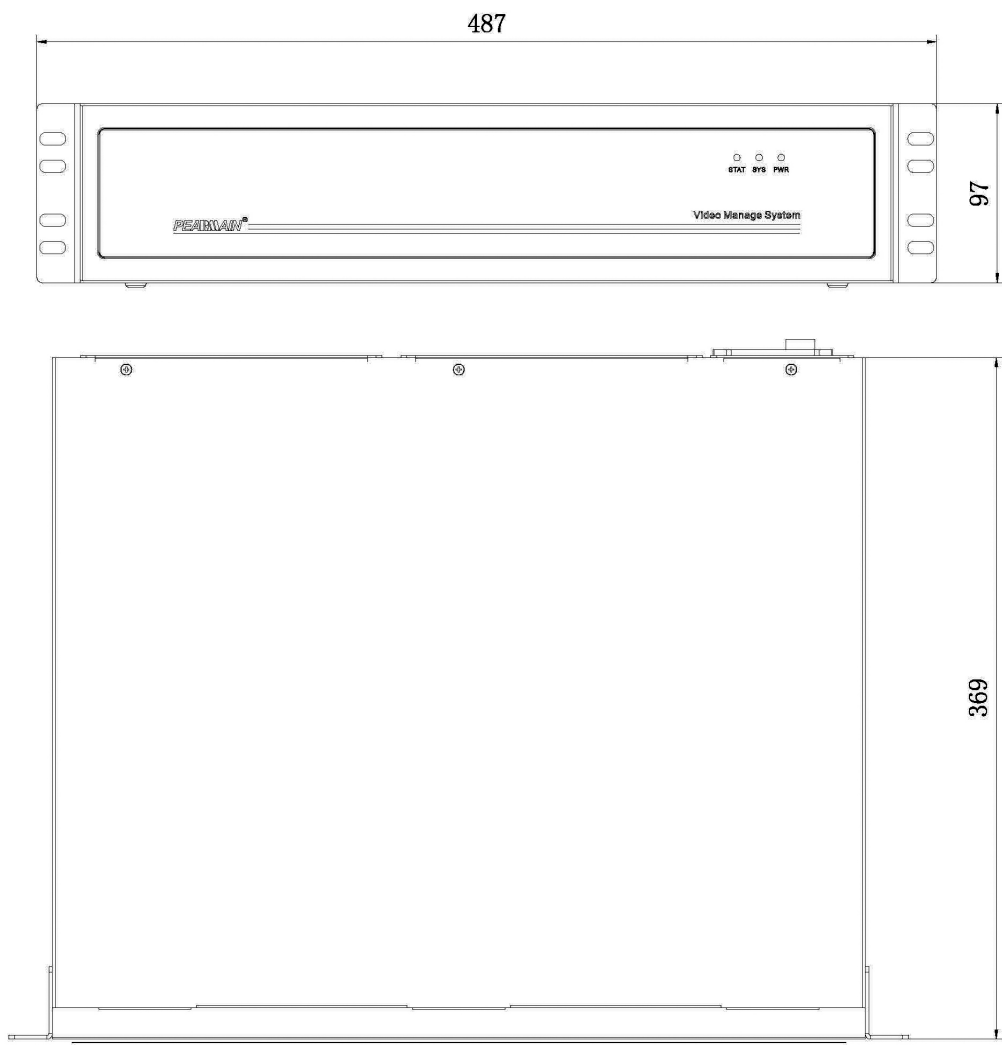 487
STAT SYS PWR
97
Video Manage System
PEARMAIN®
369